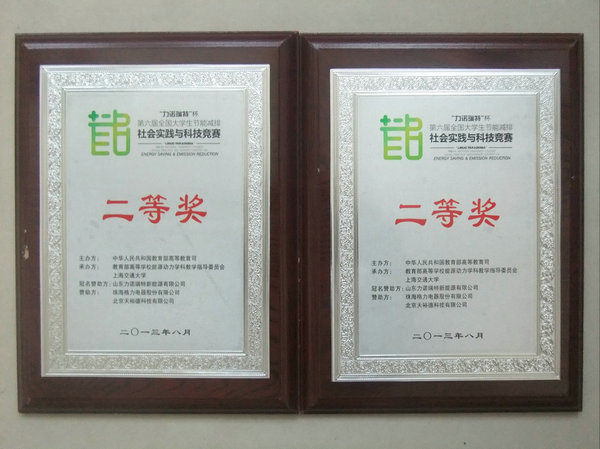 "力诺瑞特"杯
第六届全国大学生节能减排
社会实践与科技竞赛
ENERGY SAVING & EMISSION REDUCTION
二等奖
主办方： 中华人民共和国教育部高等教育司
承办方： 教育部高等学校能源动力学科教学指导委员会
上海交通大学
冠名赞助方：山东力诺瑞特新能源有限公司
赞助方： 珠海格力电器股份有限公司
北京天裕德科技有限公司
二〇一三年八月
"力诺瑞特"杯
第六届全国大学生节能减排
社会实践与科技竞赛
ENERGY SAVING & EMISSION REDUCTION
二等奖
主办方： 中华人民共和国教育部高等教育司
承办方： 教育部高等学校能源动力学科教学指导委员会
上海交通大学
冠名赞助方：山东力诺瑞特新能源有限公司
赞助方： 珠海格力电器股份有限公司
北京天裕德科技有限公司
二〇一三年八月